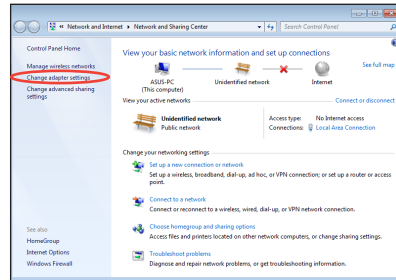 « Network and Internet ▸ Network and Sharing Center
Search Control Panel
Control Panel Home
Manage wireless networks
Change adapter settings
Change advanced sharing
settings
View your basic network information and set up connections
See full map
ASUS-PC
(This computer)
Unidentified network
Internet
View your active networks
Connect or disconnect
Unidentified network
Public network
Access type: No Internet access
Connections: Local Area Connection
Change your networking settings
Set up a new connection or network
Set up a wireless, broadband, dial-up, ad hoc, or VPN connection; or set up a router or access
point.
Connect to a network
Connect or reconnect to a wireless, wired, dial-up, or VPN network connection.
Choose homegroup and sharing options
Access files and printers located on other network computers, or change sharing settings.
Troubleshoot problems
Diagnose and repair network problems, or get troubleshooting information.
See also
HomeGroup
Internet Options
Windows Firewall